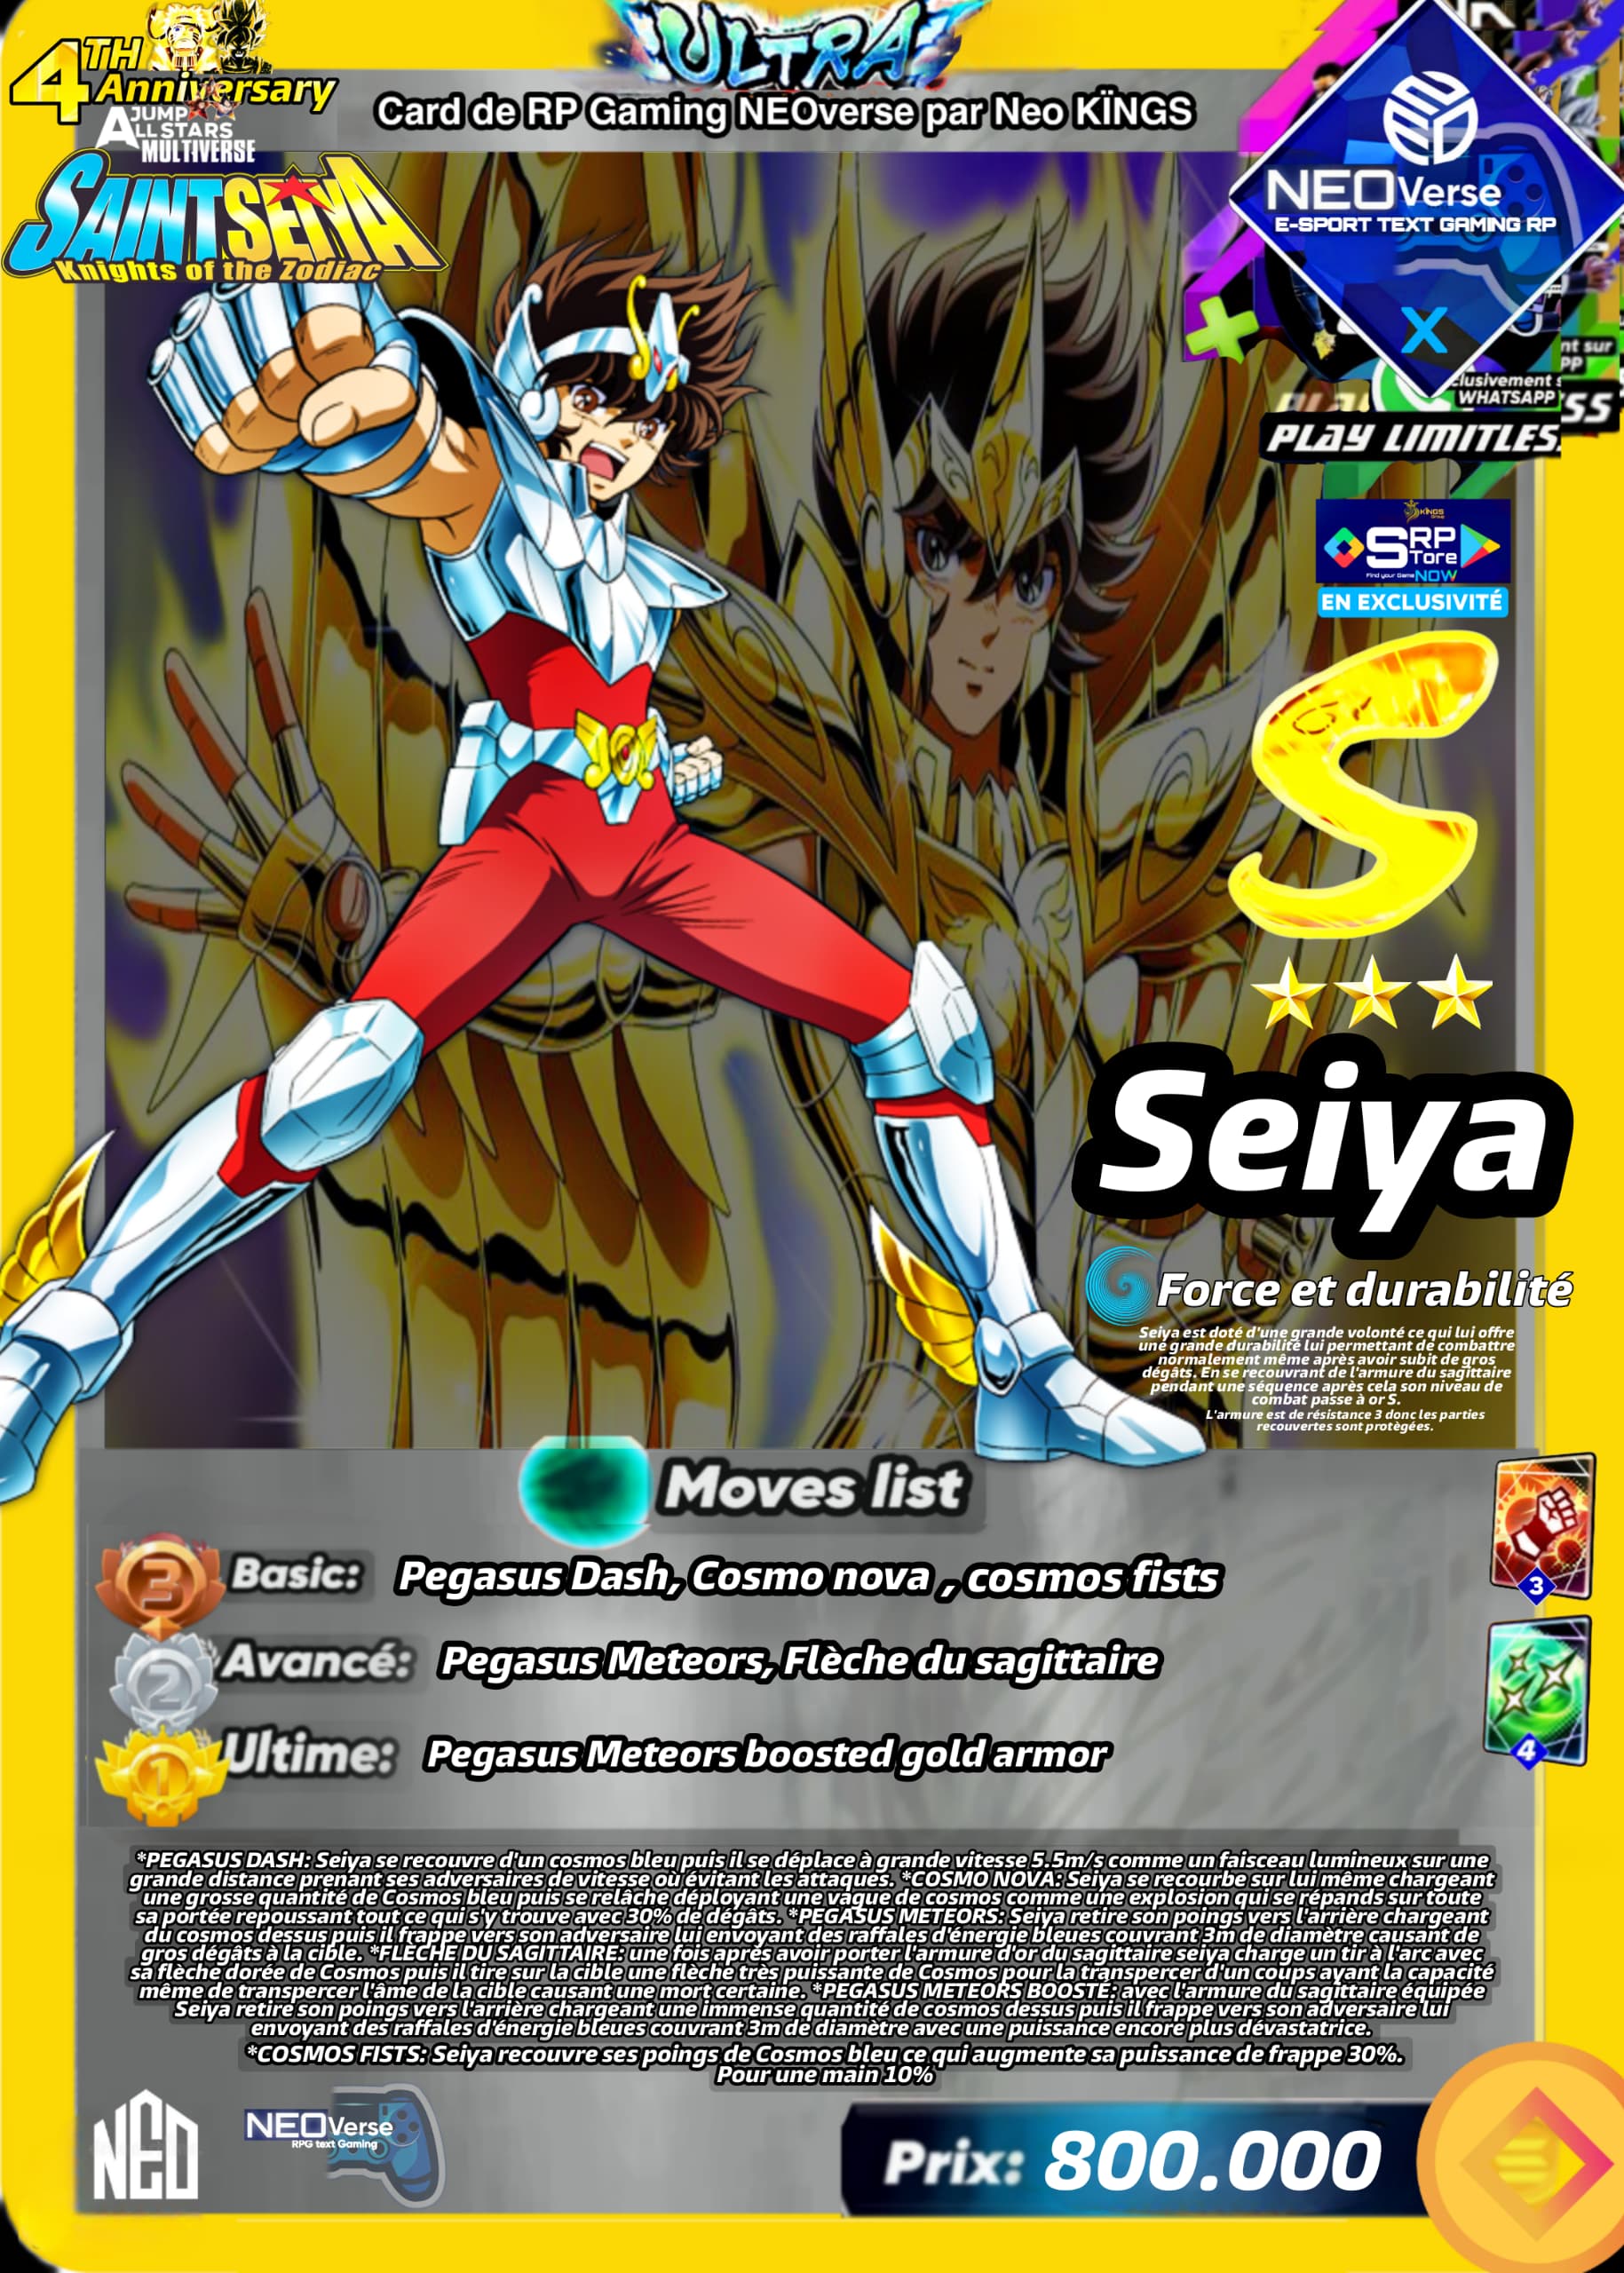 4TH
Anniversary
JUMP
ALL STARS
MULTIVERSE
ULTRA
Card de RP Gaming NEOverse par Neo KÏNGS
SAINT SEIYA
Knights of the Zodiac
NEOVerse
E-SPORT TEXT GAMING RP
X
nt sur
PP
clusivement s
WHATSAPP
SS
PLAY LIMITLES
KINGS
SRP
Tore
Find your Game NOW
EN EXCLUSIVITÉ
S
Seiya
Force et durabilité
Seiya est doté d'une grande volonté ce qui lui offre
une grande durabilité lui permettant de combattre
normalement même après avoir subit de gros
dégâts. En se recouvrant de l'armure du sagittaire
pendant une séquence après cela son niveau de
combat passe à or S.
L'armure est de résistance 3 donc les parties
recouvertes sont protègées.
Moves list
3
Basic: Pegasus Dash, Cosmo nova , cosmos fists
3
2
Avancé: Pegasus Meteors, Flèche du sagittaire
4
1
Ultime: Pegasus Meteors boosted gold armor
*PEGASUS DASH: Seiya se recouvre d'un cosmos bleu puis il se déplace à grande vitesse 5.5m/s comme un faisceau lumineux sur une
grande distance prenant ses adversaires de vitesse où évitant les attaques. *COSMO NOVA: Seiya se recourbe sur lui même chargeant
une grosse quantité de Cosmos bleu puis se relâche déployant une vague de cosmos comme une explosion qui se répands sur toute
sa portée repoussant tout ce qui s'y trouve avec 30% de dégâts. *PEGASUS METEORS: Seiya retire son poings vers l'arrière chargeant
du cosmos dessus puis il frappe vers son adversaire lui envoyant des raffales d'énergie bleues couvrant 3m de diamètre causant de
gros dégâts à la cible. *FLÈCHE DU SAGITTAIRE: une fois après avoir porter l'armure d'or du sagittaire seiya charge un tir à l'arc avec
sa flèche dorée de Cosmos puis il tire sur la cible une flèche très puissante de Cosmos pour la transpercer d'un coups ayant la capacité
même de transpercer l'âme de la cible causant une mort certaine. *PEGASUS METEORS BOOSTÉ: avec l'armure du sagittaire équipée
Seiya retire son poings vers l'arrière chargeant une immense quantité de cosmos dessus puis il frappe vers son adversaire lui
envoyant des raffales d'énergie bleues couvrant 3m de diamètre avec une puissance encore plus dévastatrice.
*COSMOS FISTS: Seiya recouvre ses poings de Cosmos bleu ce qui augmente sa puissance de frappe 30%.
Pour une main 10%
NEO
NEOVerse
RPG text Gaming
Prix: 800.000